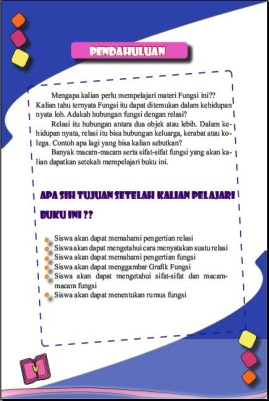 PENDAHULUAN
Mengapa kalian perlu mempelajari materi Fungsi ini??
Kalian tahu ternyata Fungsi itu dapat ditemukan dalam kehidupan
nyata loh. Adakah hubungan fungsi dengan relasi?
Relasi itu hubungan antara dua objek atau lebih. Dalam ke-
hidupan nyata, relasi itu bisa hubungan keluarga, kerabat atau ko-
lega. Contoh apa lagi yang bisa kalian sebutkan?
Banyak macam-macam serta sifat-sifat fungsi yang akan ka-
lian dapatkan setekah mempelajari buku ini.
APA SIH TUJUAN SETELAH KALIAN PELAJARI
BUKU INI ??
Siswa akan dapat memahami pengertian relasi
Siswa akan dapat mengetahui cara menyatakan suatu relasi
Siswa akan dapat memahami pengertian fungsi
Siswa akan dapat menggambar Grafik Fungsi
Siswa akan dapat mengetahui sifat-sifat dan macam-
macam fungsi
Siswa akan dapat menentukan rumus fungsi